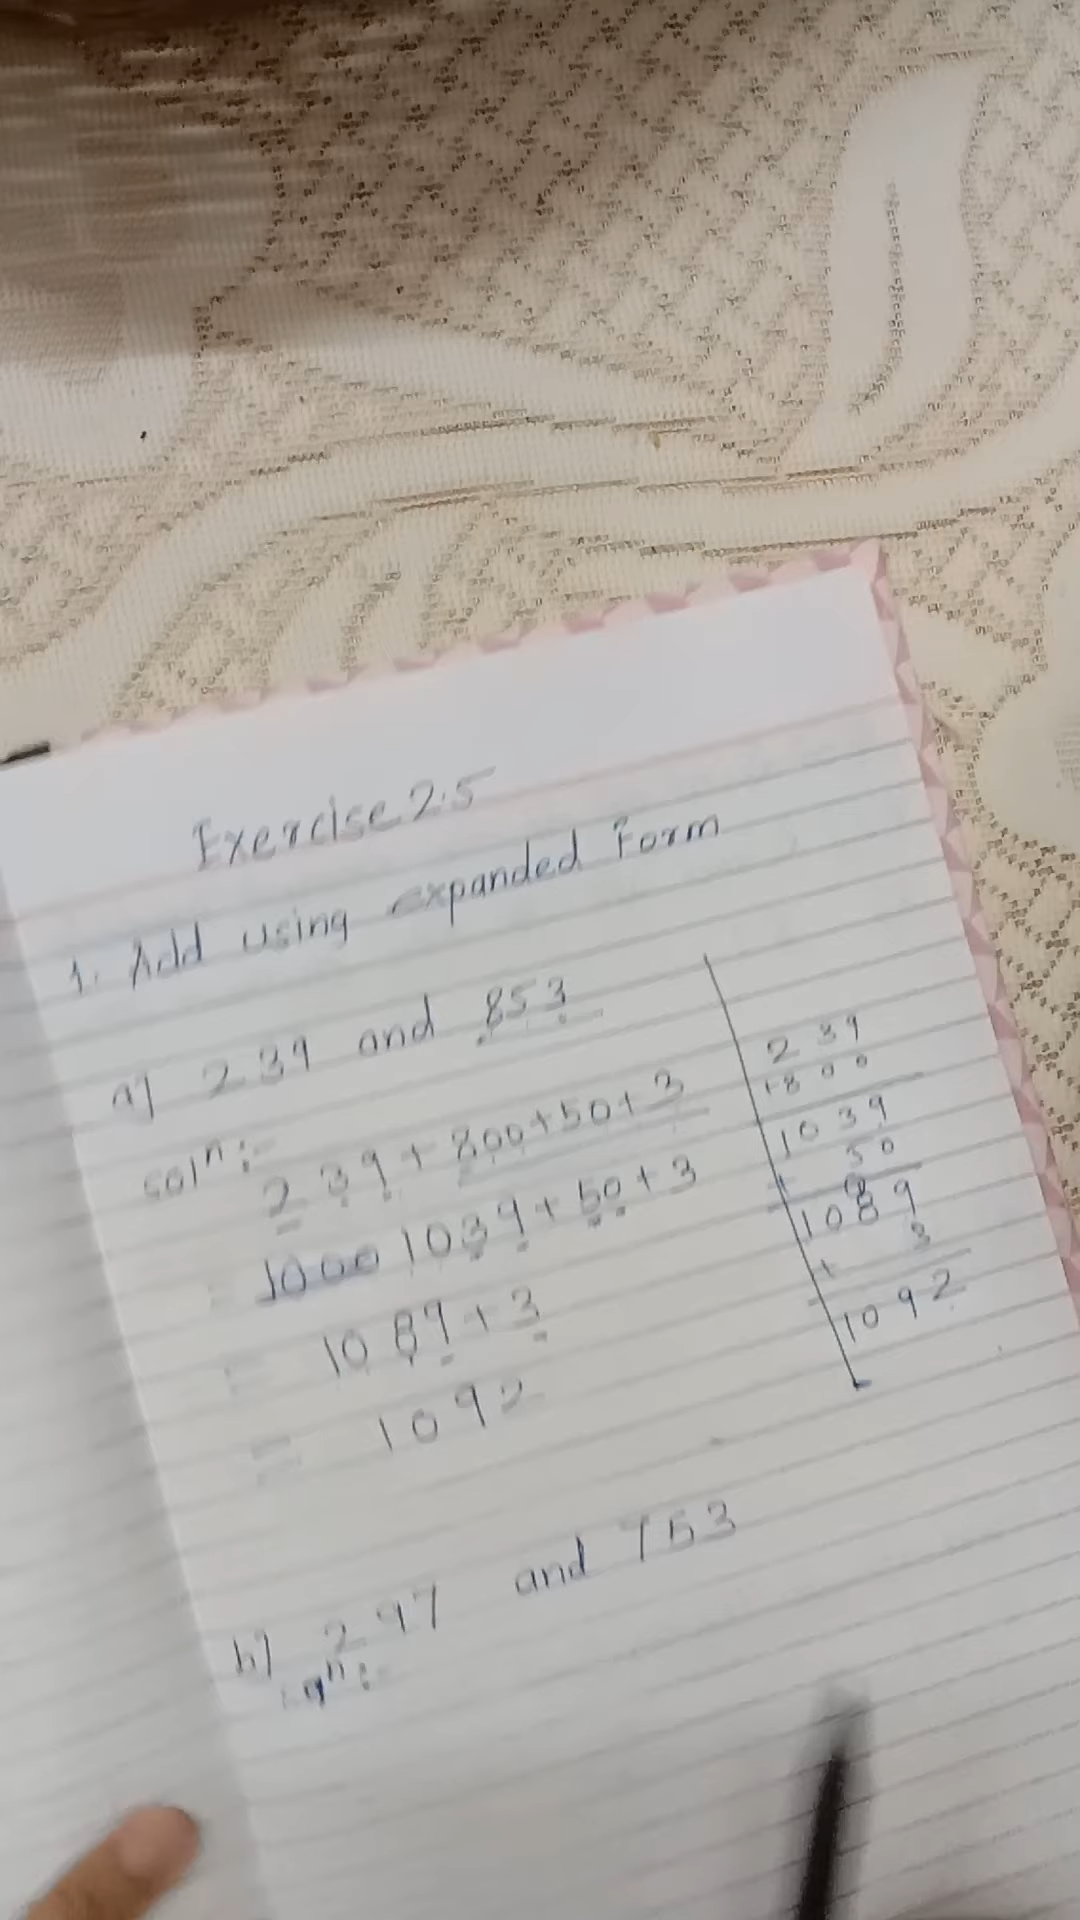 Exercise 2.5
1. Add using expanded Form
a) 239 and 853
soln:-
239 + 800 + 50 + 3
1000 1039 + 50 + 3
= 1089 + 3
= 1092
239
+800
1039
+ 50
1089
+ 3
1092
b) 297 and 753